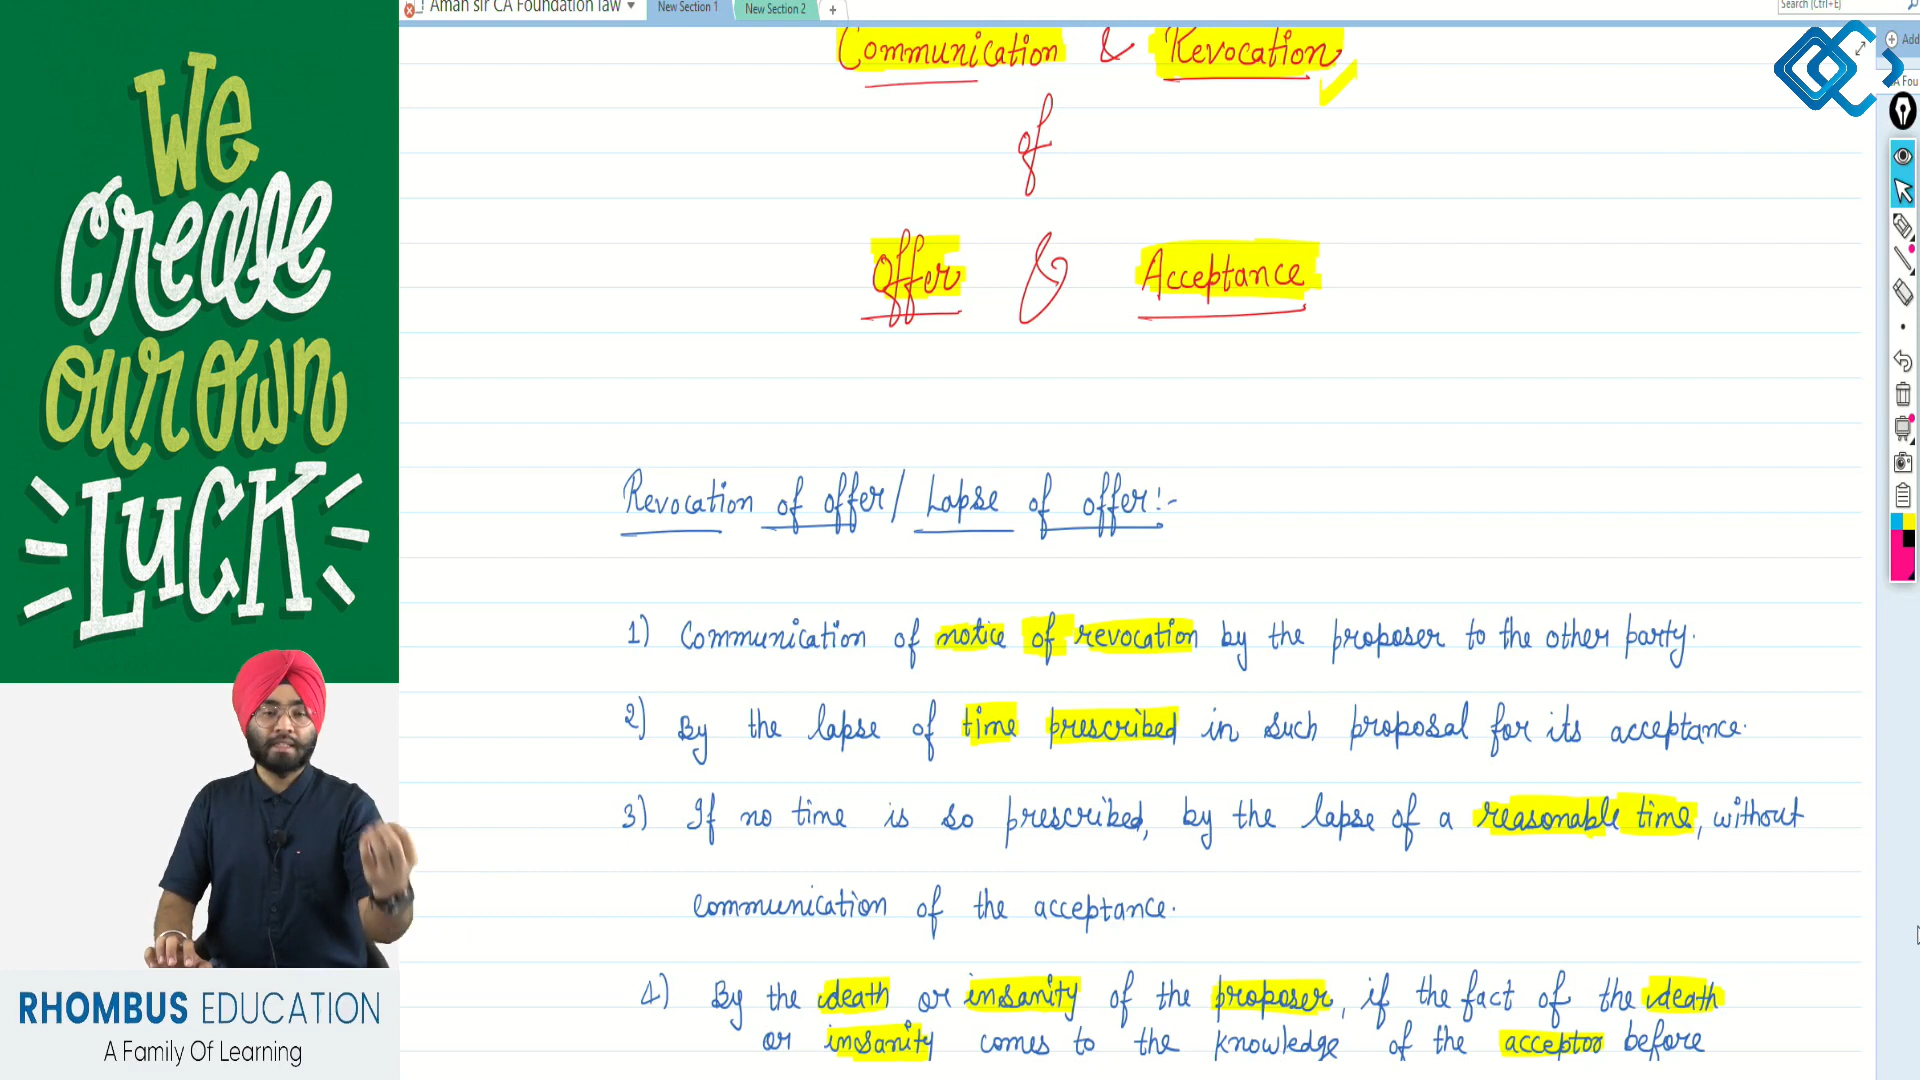 Aman sir CA Foundation law
New Section 1
New Section 2
Search (Ctrl+E)
Add
A Fou
We
Create
our own
Luck
Communication & Revocation
of
Offer & Acceptance
Revocation of offer / Lapse of offer:-
1) Communication of notice of revocation by the proposer to the other party.
2) By the lapse of time prescribed in such proposal for its acceptance.
3) If no time is so prescribed, by the lapse of a reasonable time, without
communication of the acceptance.
4) By the death or insanity of the proposer, if the fact of the death
or insanity comes to the knowledge of the acceptor before
RHOMBUS EDUCATION
A Family Of Learning